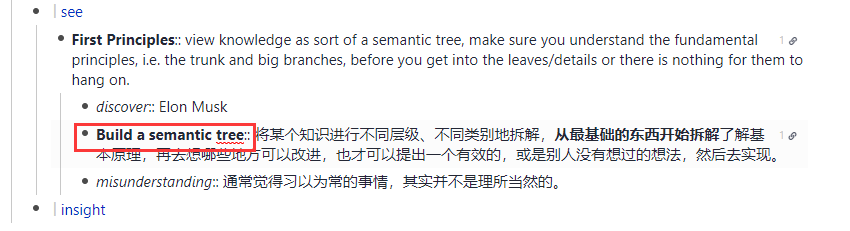 see
First Principles:: view knowledge as sort of a semantic tree, make sure you understand the fundamental 1
principles, i.e. the trunk and big branches, before you get into the leaves/details or there is nothing for them to
hang on.
discover:: Elon Musk
Build a semantic tree:: 将某个知识进行不同层级、不同类别地拆解，从最基础的东西开始拆解了解基 1
本原理，再去想哪些地方可以改进，也才可以提出一个有效的，或是别人没有想过的想法，然后去实现。
misunderstanding:: 通常觉得习以为常的事情，其实并不是理所当然的。
insight